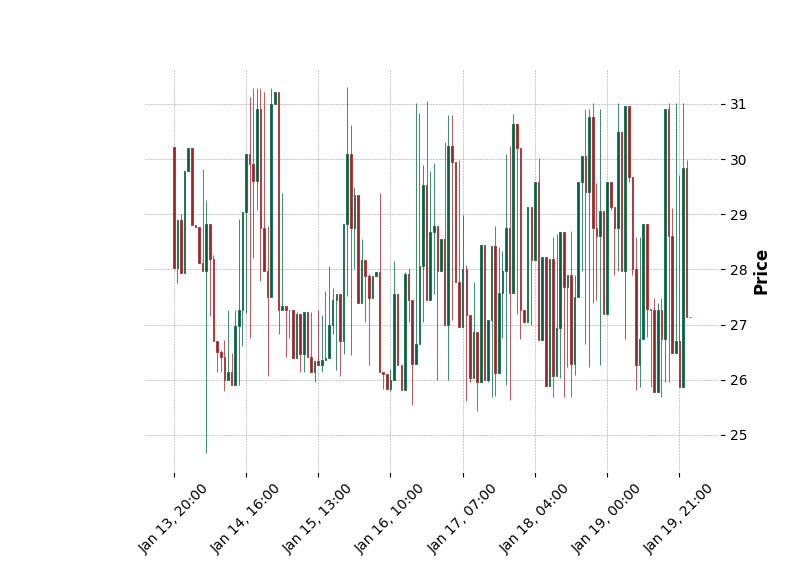 31
30
29
28
27
26
25
Price
Jan 13, 20:00
Jan 14, 16:00
Jan 15, 13:00
Jan 16, 10:00
Jan 17, 07:00
Jan 18, 04:00
Jan 19, 00:00
Jan 19, 21:00